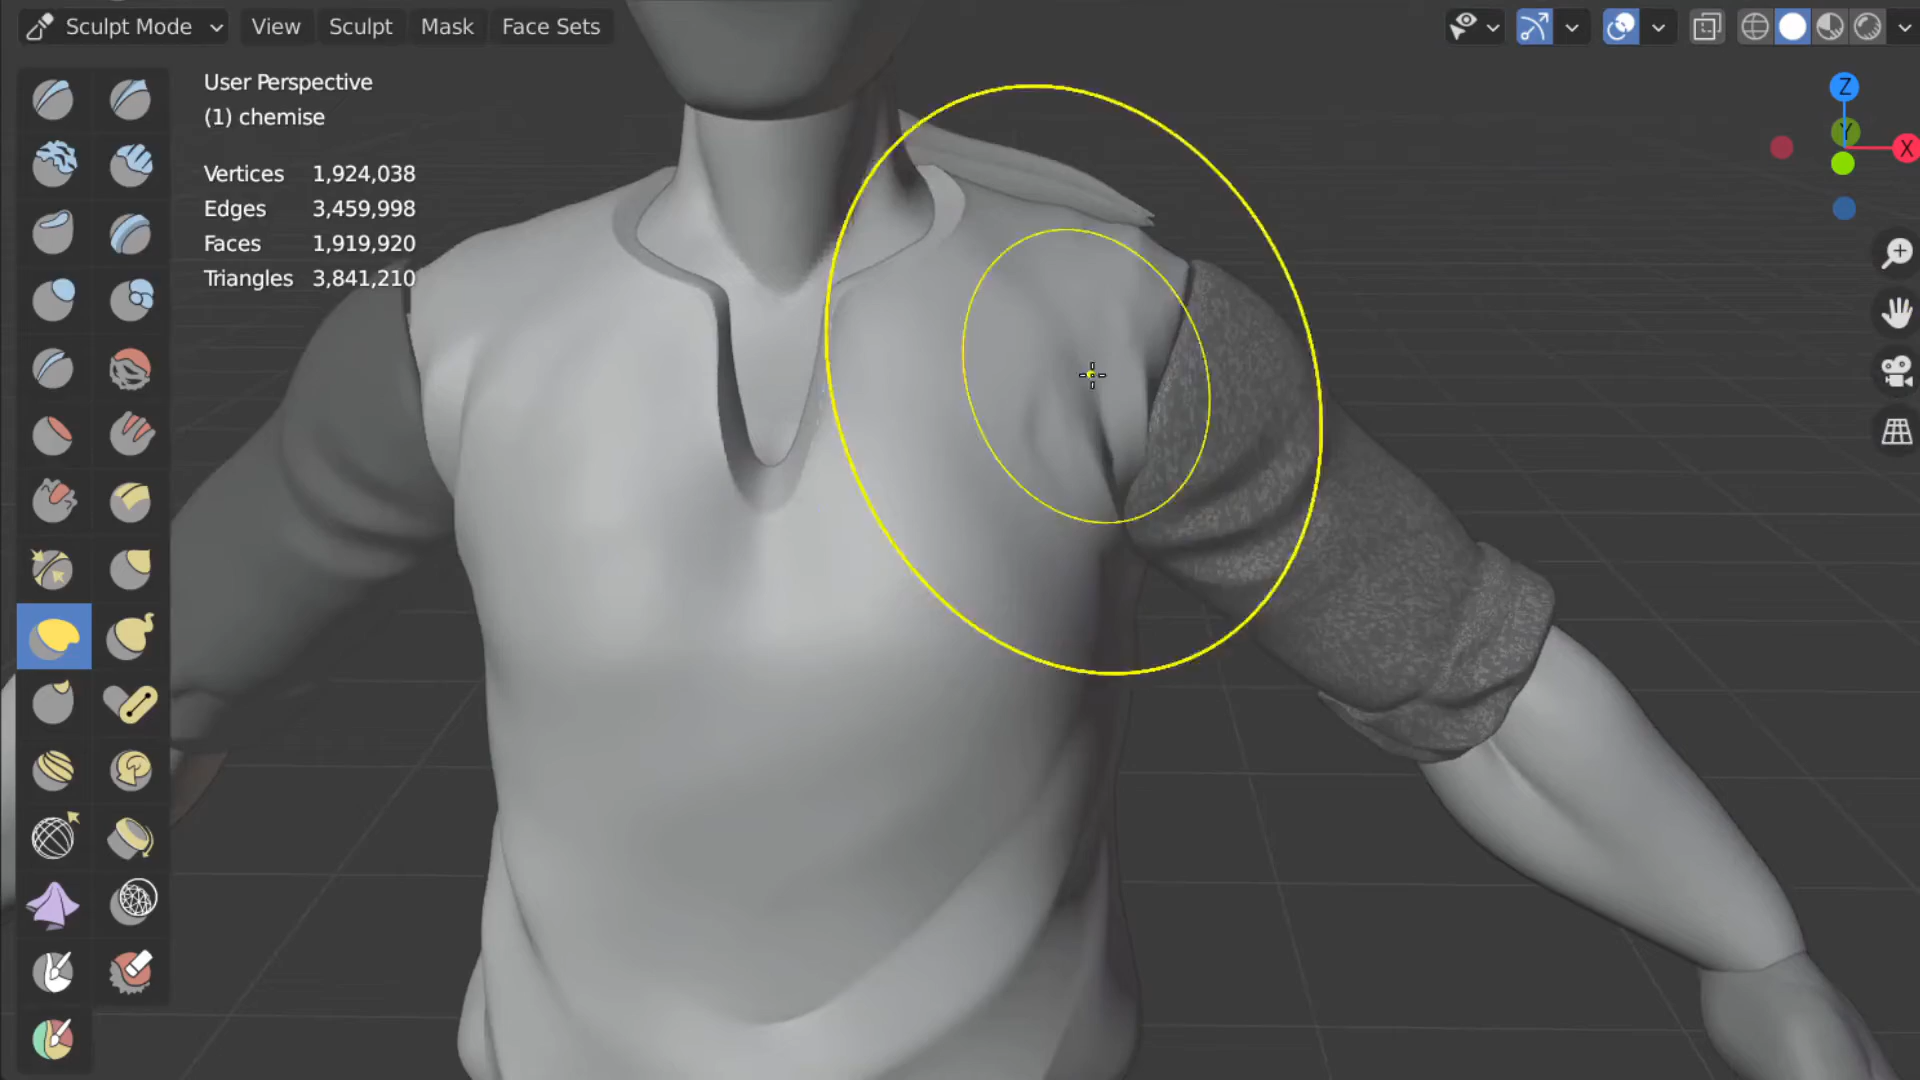 Sculpt Mode View Sculpt Mask Face Sets
User Perspective
(1) chemise
Vertices 1,924,038
Edges 3,459,998
Faces 1,919,920
Triangles 3,841,210
Z
Y
X